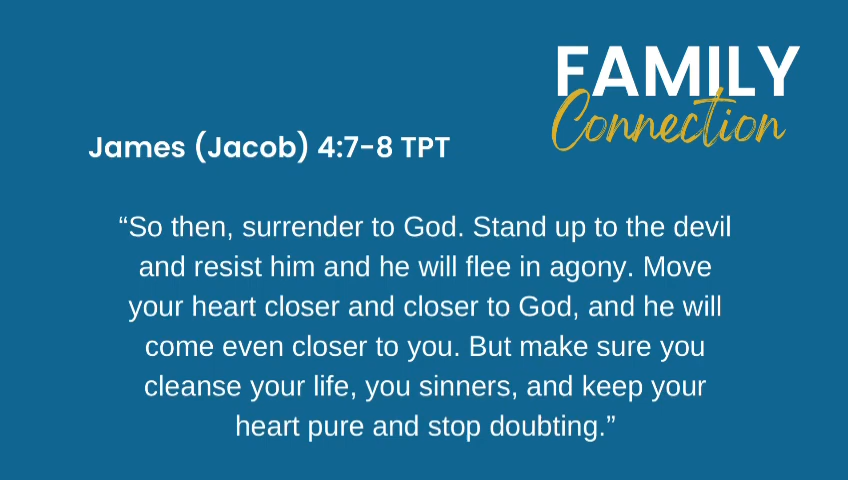 FAMILY
Connection
James (Jacob) 4:7-8 TPT
“So then, surrender to God. Stand up to the devil
and resist him and he will flee in agony. Move
your heart closer and closer to God, and he will
come even closer to you. But make sure you
cleanse your life, you sinners, and keep your
heart pure and stop doubting.”